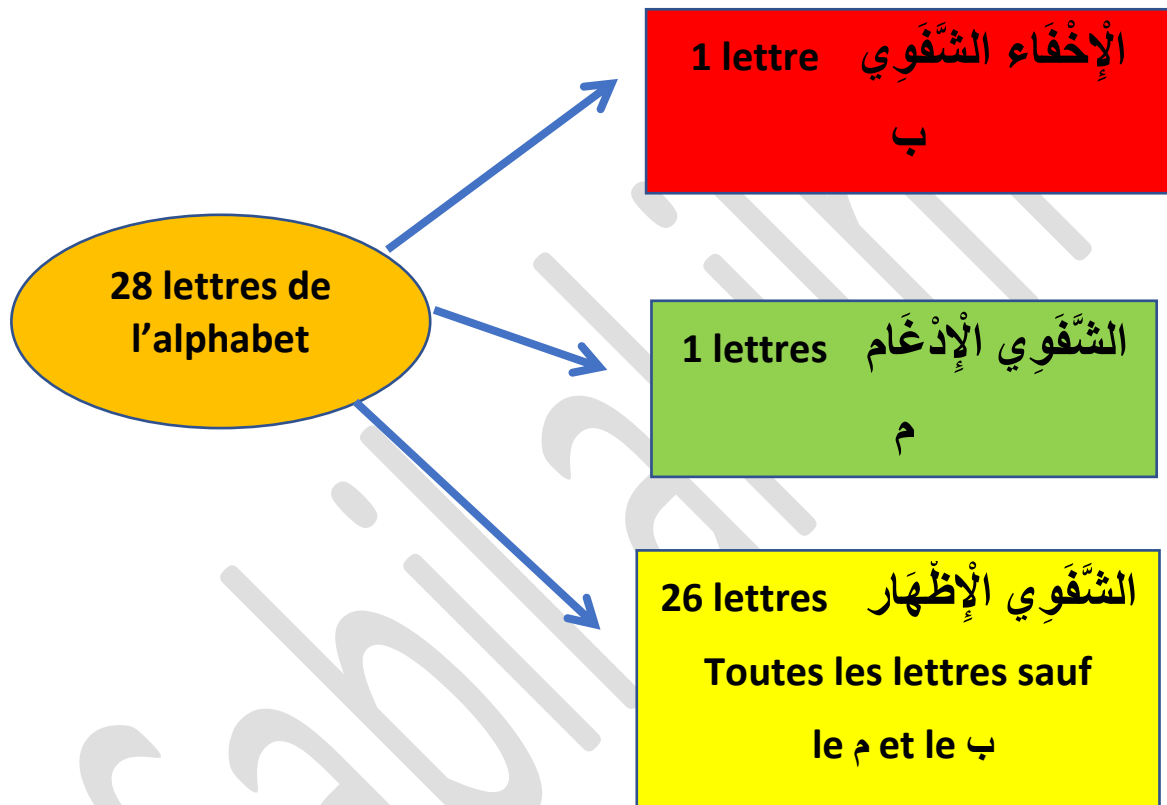 28 lettres de
l’alphabet
1 lettre الْإِخْفَاء الشَّفَوِي
ب
1 lettres الشَّفَوِي الْإِدْغَام
م
26 lettres الشَّفَوِي الْإِظْهَار
Toutes les lettres sauf
le م et le ب